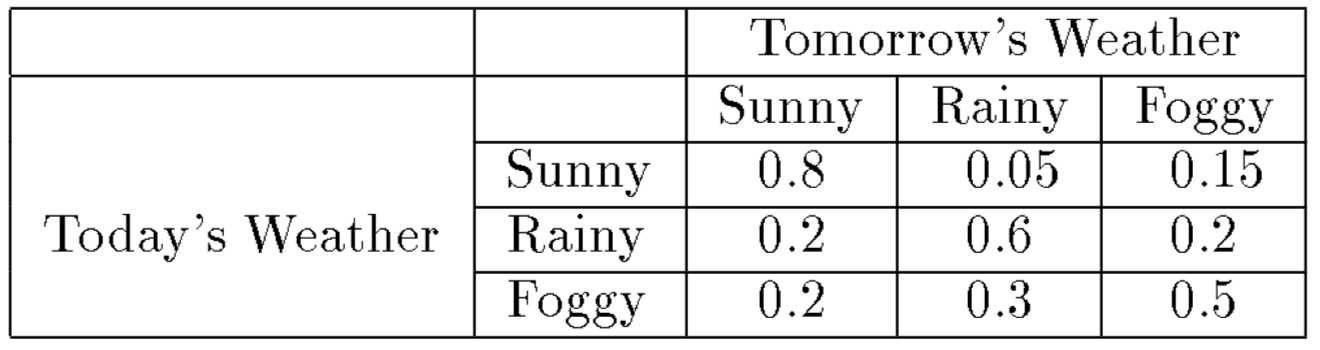 Tomorrow's Weather
Sunny Rainy Foggy
Sunny 0.8 0.05 0.15
Today's Weather Rainy 0.2 0.6 0.2
Foggy 0.2 0.3 0.5